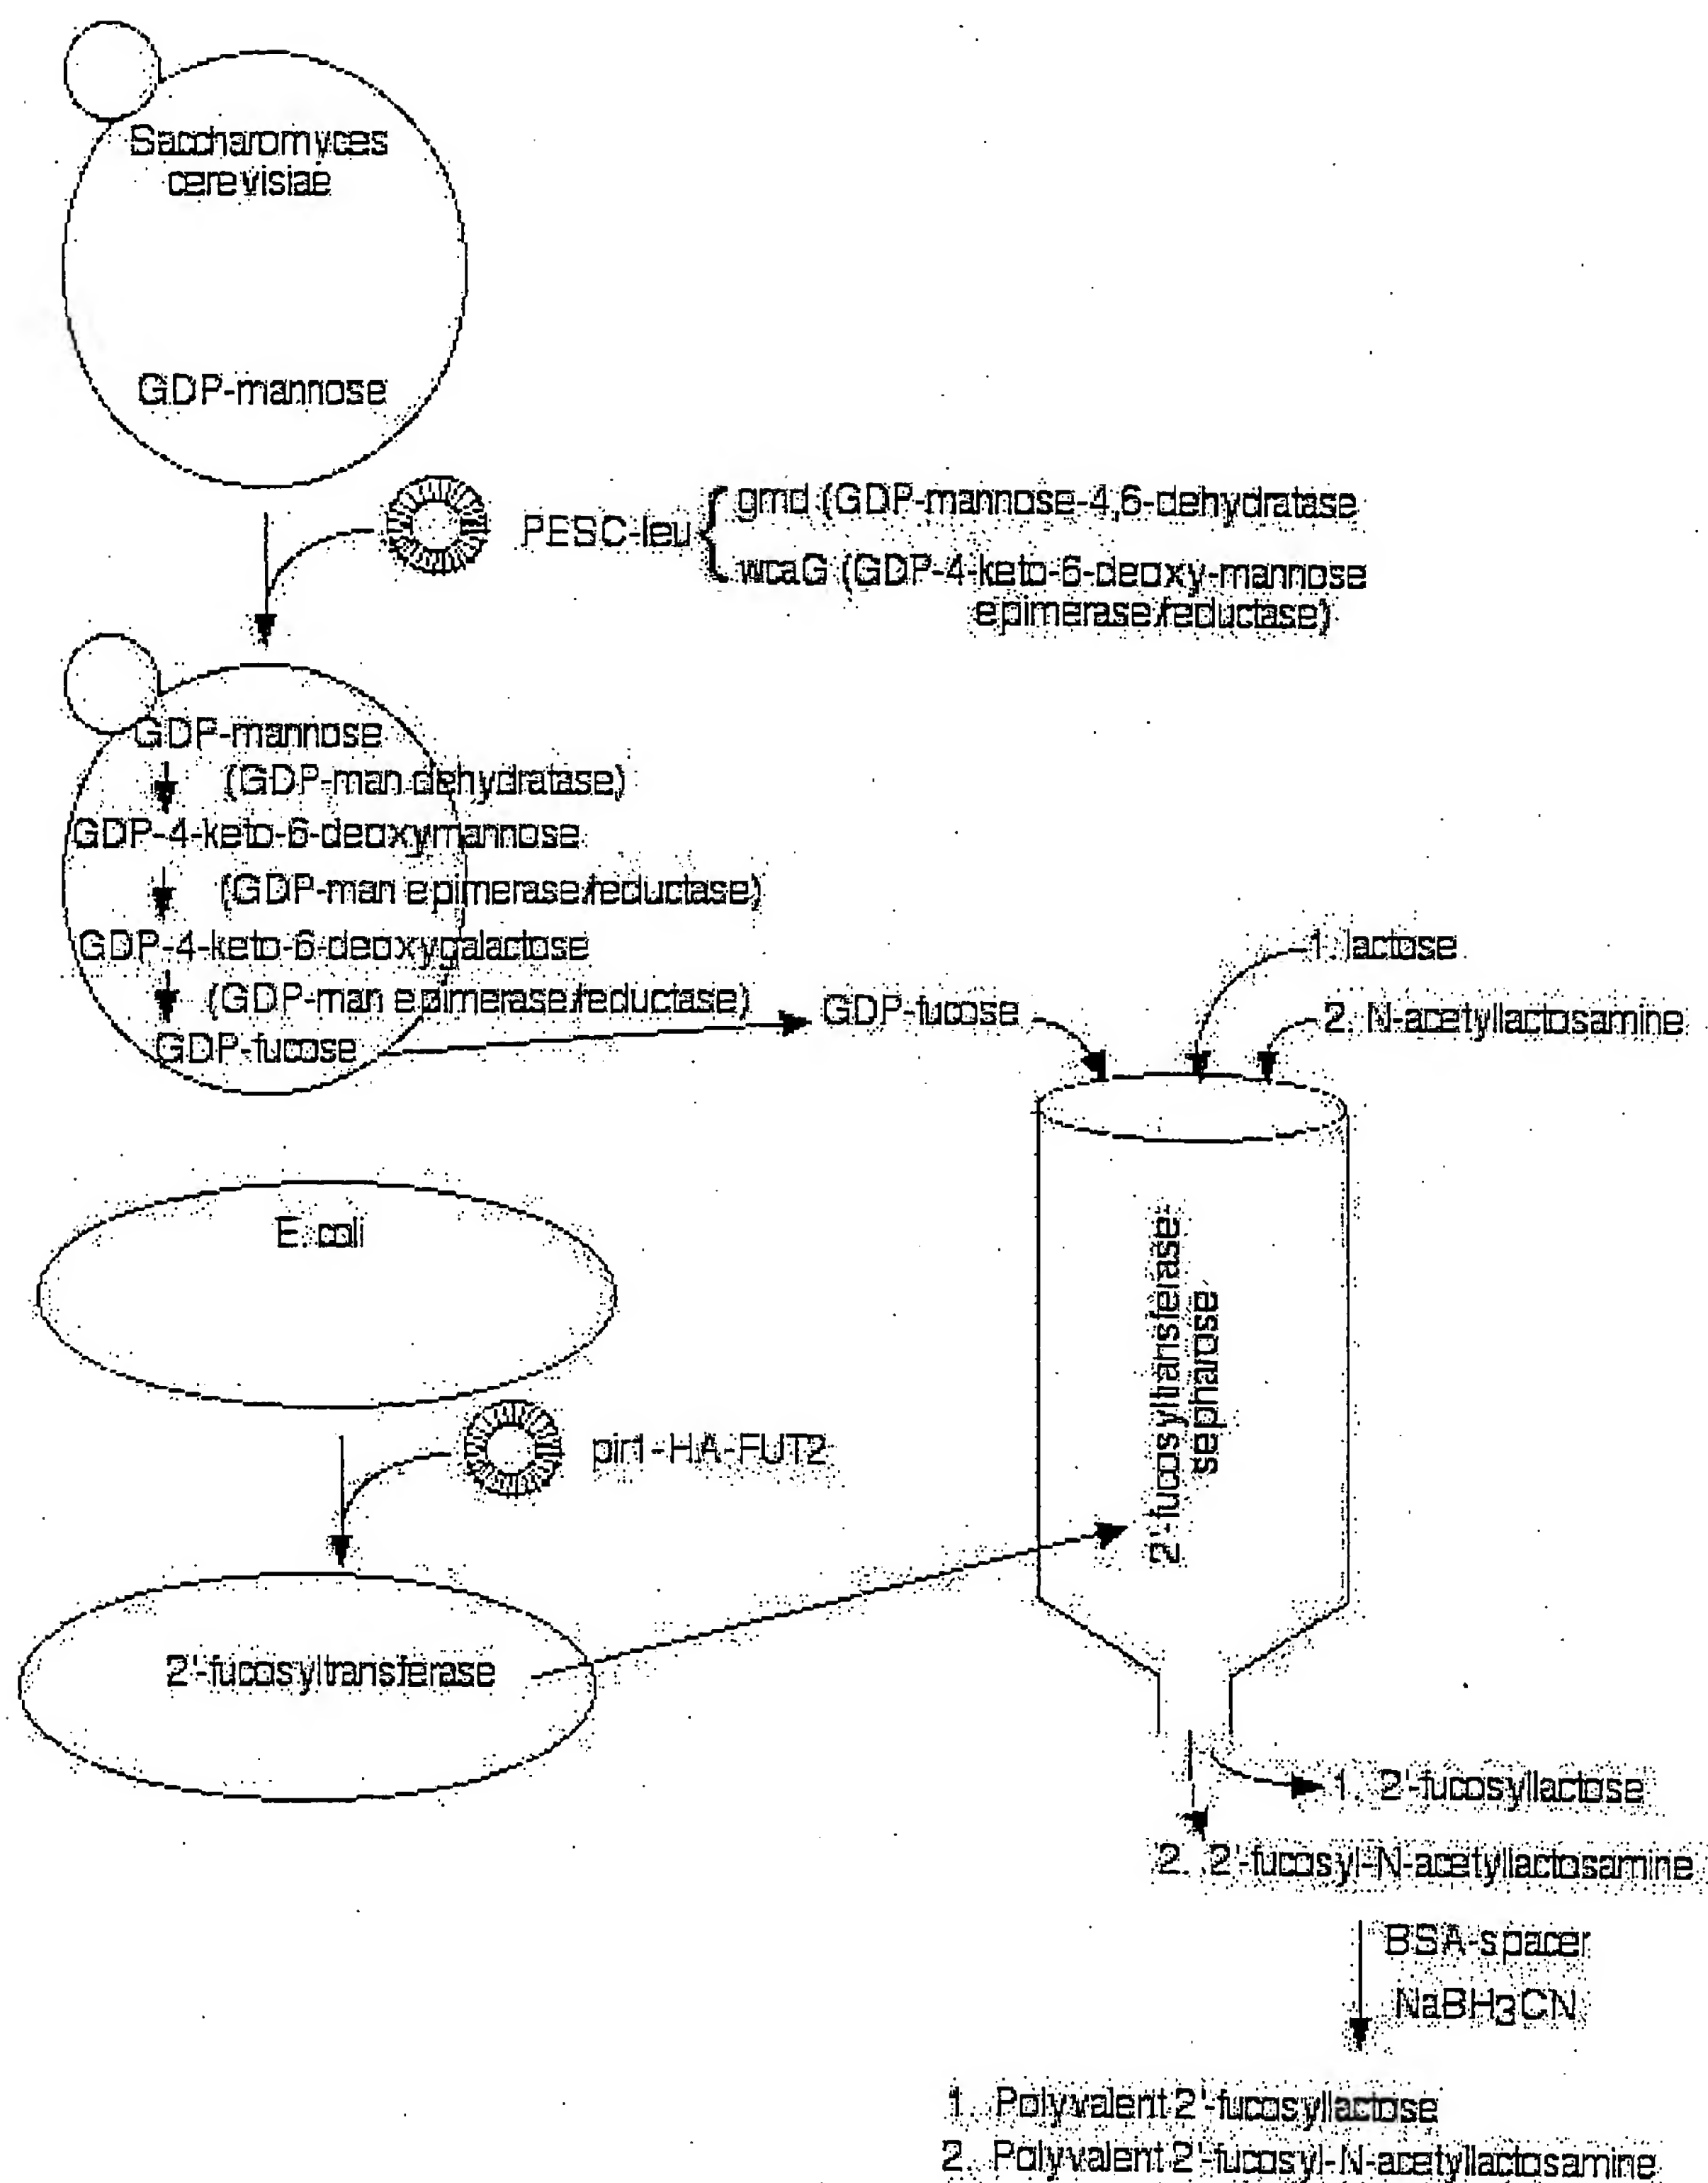 Saccharomyces
cerevisiae
GDP-mannose
PESC-leu
gmd (GDP-mannose-4,6-dehydratase
wcaG (GDP-4-keto-6-deoxy-mannose
epimerase/reductase)
GDP-mannose
(GDP-man dehydratase)
GDP-4-keto-6-deoxymannose
(GDP-man epimerase/reductase)
GDP-4-keto-6-deoxygalactose
(GDP-man epimerase/reductase)
GDP-fucose
GDP-fucose
1. lactose
2. N-acetyllactosamine
E. coli
pir1-HA-FUT2
2'-fucosyltransferase
2'-fucosyltransferase-
sepharose
1. 2'-fucosyllactose
2. 2'-fucosyl-N-acetyllactosamine
BSA-spacer
NaBH3CN
1. Polyvalent 2'-fucosyllactose
2. Polyvalent 2'-fucosyl-N-acetyllactosamine